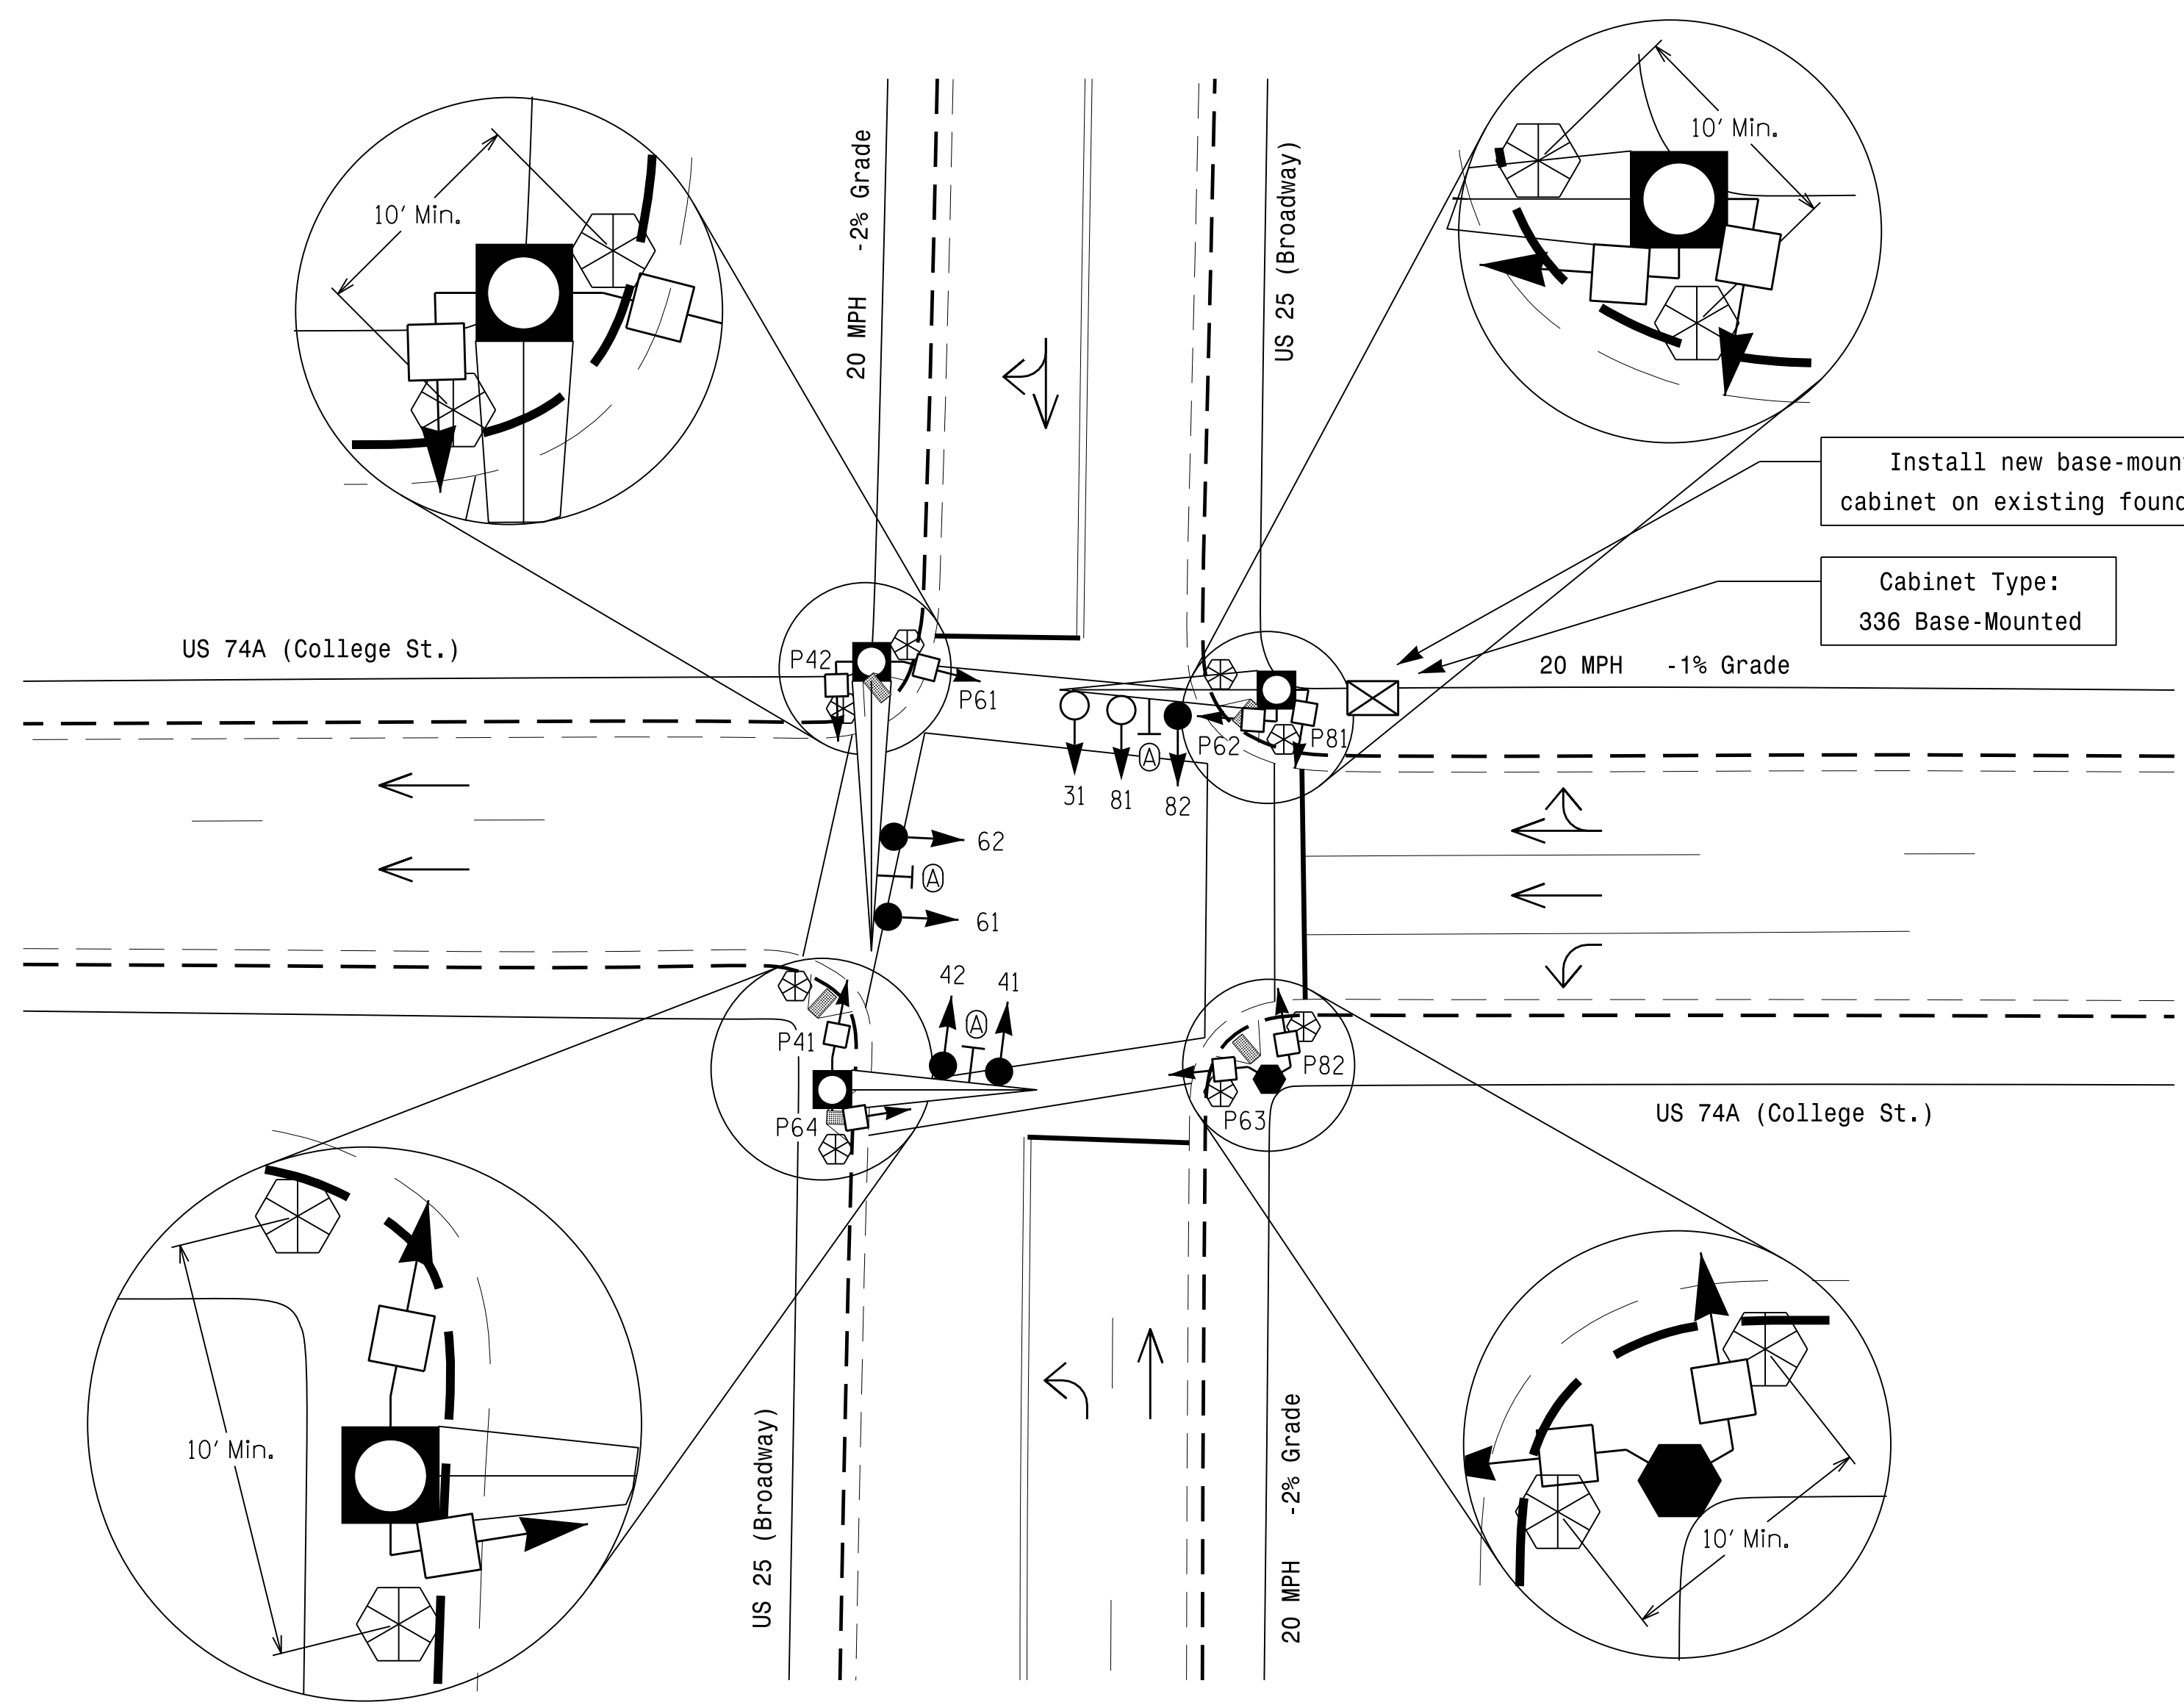 10' Min.
10' Min.
20 MPH -2% Grade
US 25 (Broadway)
Install new base-moun
cabinet on existing found
Cabinet Type:
336 Base-Mounted
US 74A (College St.)
20 MPH -1% Grade
P42
P61
P62
P81
31
81
82
A
62
A
61
42
41
A
P41
P64
P82
P63
US 74A (College St.)
10' Min.
10' Min.
US 25 (Broadway)
20 MPH -2% Grade